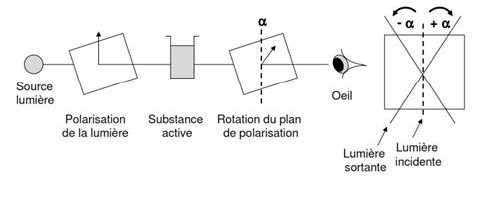 α
- α + α
Source
lumière
Polarisation
de la lumière
Substance
active
Rotation du plan
de polarisation
Oeil
Lumière
sortante
Lumière
incidente